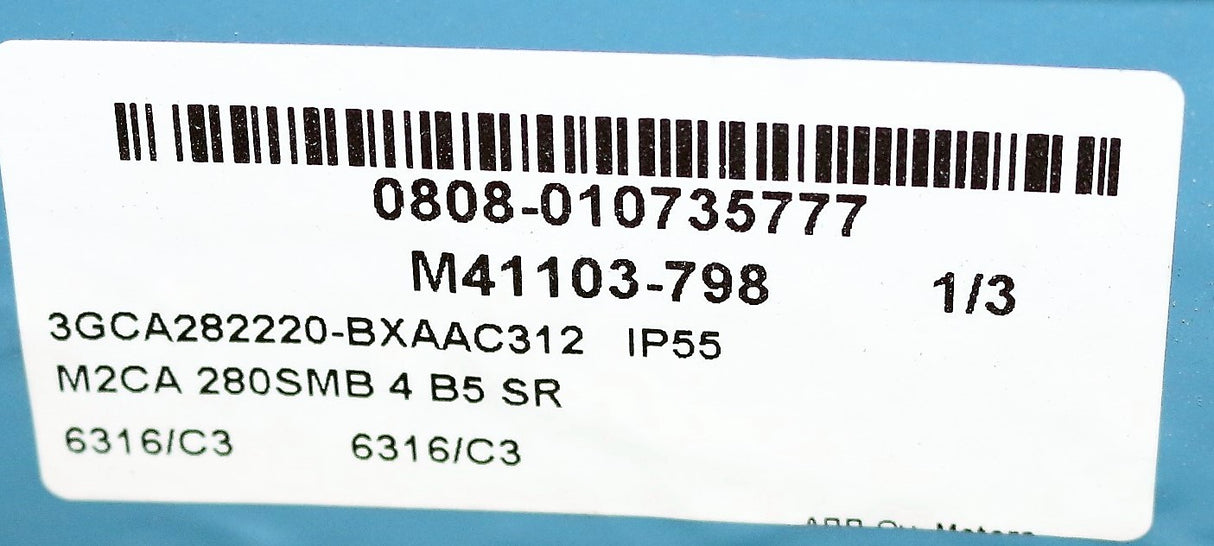 0808-010735777
M41103-798 1/3
3GCA282220-BXAAC312 IP55
M2CA 280SMB 4 B5 SR
6316/C3 6316/C3